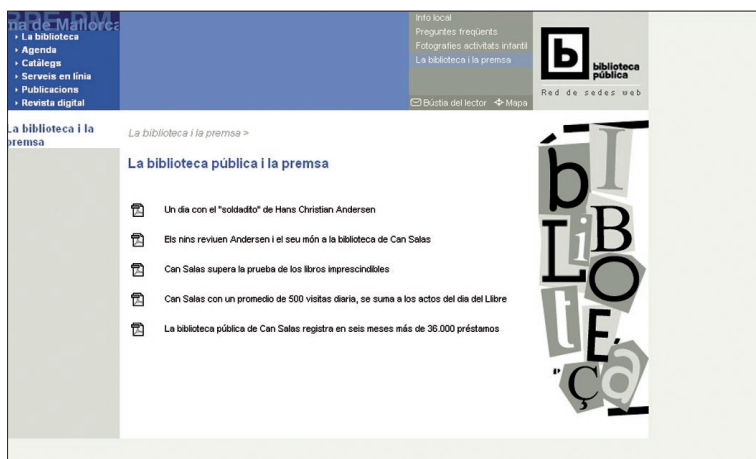 de Mallorca
La biblioteca
Agenda
Catàlegs
Serveis en línia
Publicacions
Revista digital
Info local
Preguntes freqüents
Fotografies activitats infantil
La biblioteca i la premsa
Bústia del lector
Mapa
b
biblioteca
pública
Red de sedes web
La biblioteca i la
premsa
La biblioteca i la premsa >
La biblioteca pública i la premsa
Un dia con el "soldadito" de Hans Christian Andersen
Els nins reviuen Andersen i el seu món a la biblioteca de Can Salas
Can Salas supera la prueba de los libros imprescindibles
Can Salas con un promedio de 500 visitas diaria, se suma a los actos del dia del Llibre
La biblioteca pública de Can Salas registra en seis meses más de 36.000 préstamos
bI
BLiOtEça